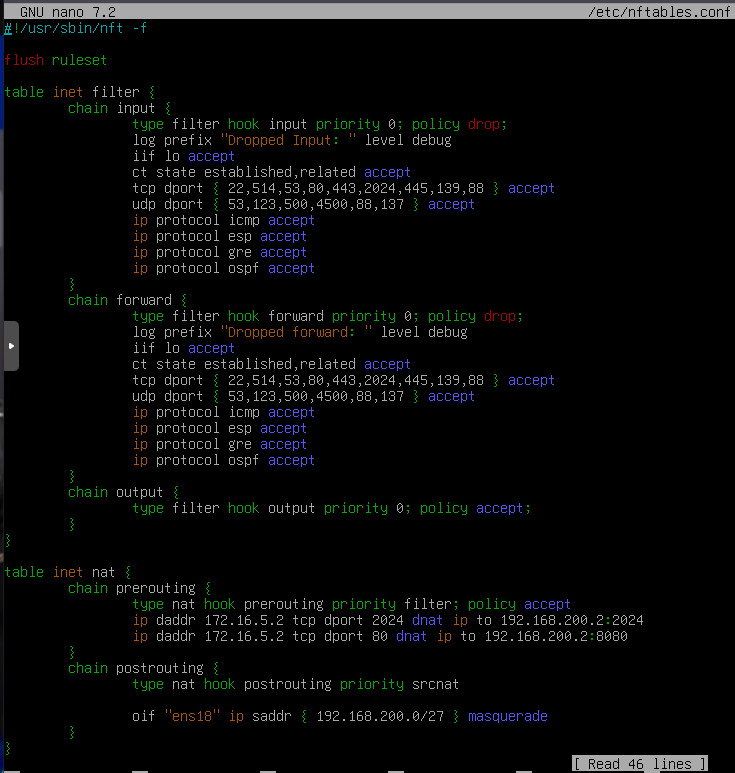 GNU nano 7.2 /etc/nftables.conf
#!/usr/sbin/nft -f
flush ruleset
table inet filter {
chain input {
type filter hook input priority 0; policy drop;
log prefix "Dropped Input: " level debug
iif lo accept
ct state established,related accept
tcp dport { 22,514,53,80,443,2024,445,139,88 } accept
udp dport { 53,123,500,4500,88,137 } accept
ip protocol icmp accept
ip protocol esp accept
ip protocol gre accept
ip protocol ospf accept
}
chain forward {
type filter hook forward priority 0; policy drop;
log prefix "Dropped forward: " level debug
iif lo accept
ct state established,related accept
tcp dport { 22,514,53,80,443,2024,445,139,88 } accept
udp dport { 53,123,500,4500,88,137 } accept
ip protocol icmp accept
ip protocol esp accept
ip protocol gre accept
ip protocol ospf accept
}
chain output {
type filter hook output priority 0; policy accept;
}
}
table inet nat {
chain prerouting {
type nat hook prerouting priority filter; policy accept
ip daddr 172.16.5.2 tcp dport 2024 dnat ip to 192.168.200.2:2024
ip daddr 172.16.5.2 tcp dport 80 dnat ip to 192.168.200.2:8080
}
chain postrouting {
type nat hook postrouting priority srcnat
oif "ens18" ip saddr { 192.168.200.0/27 } masquerade
}
}
[ Read 46 lines ]